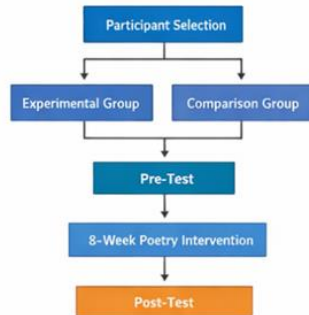 Participant Selection
Experimental Group
Comparison Group
Pre-Test
8-Week Poetry Intervention
Post-Test